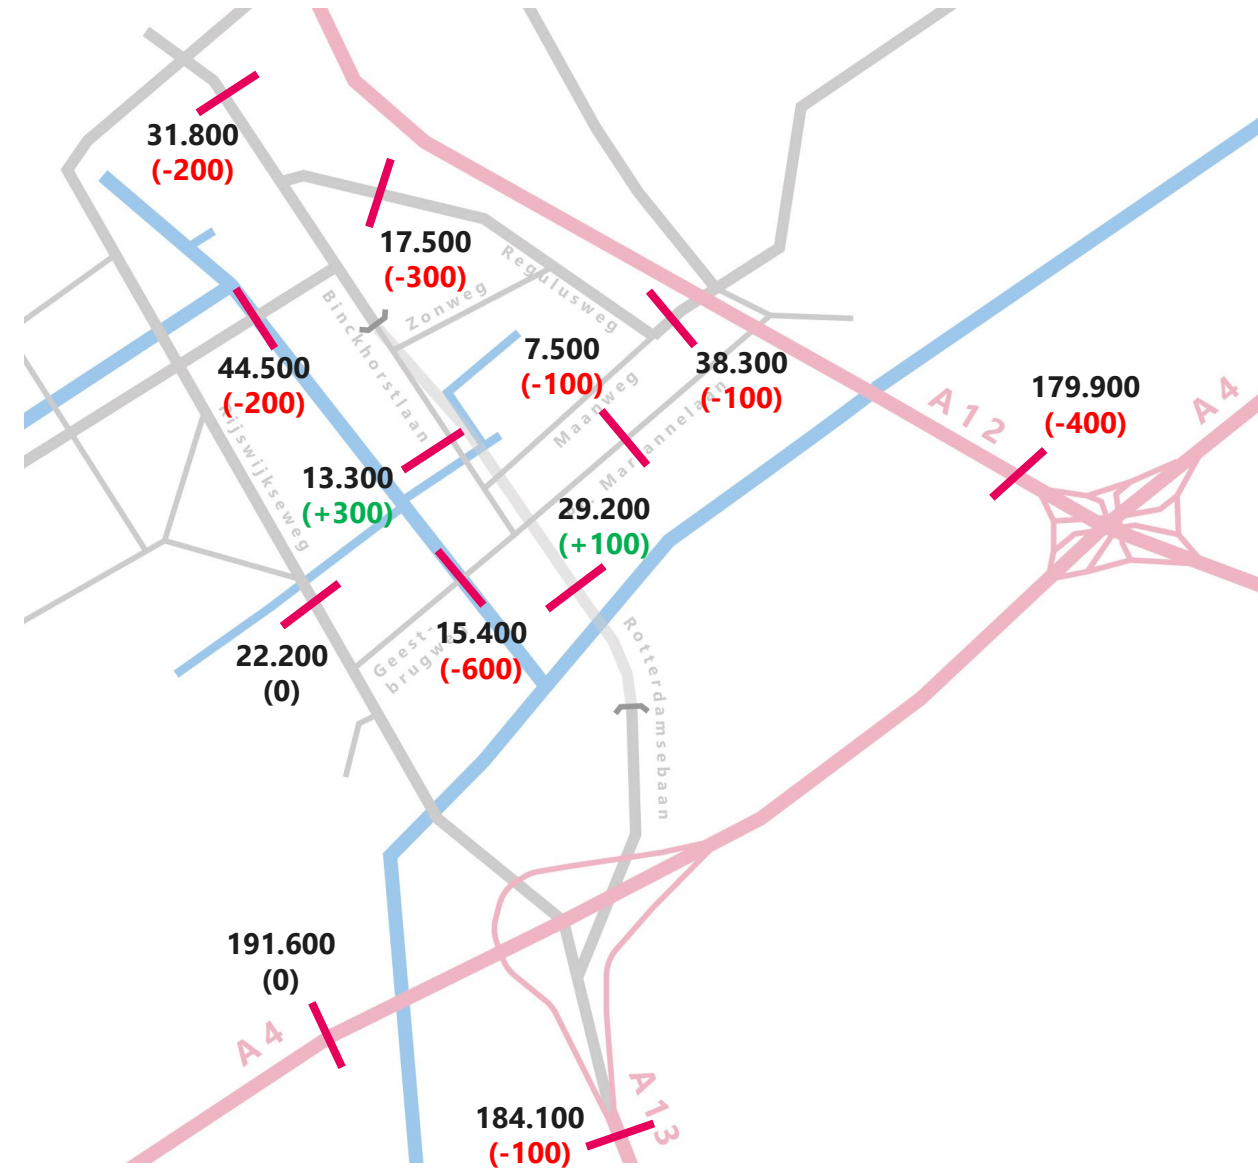 31.800
(-200)
17.500
(-300)
Regulusweg
Zonweg
Binckhorstlaan
7.500
(-100)
38.300
(-100)
44.500
(-200)
179.900
(-400)
A12
A4
Maanweg
Mariannelaan
Rijswijkseweg
13.300
(+300)
29.200
(+100)
15.400
(-600)
22.200
(0)
Geest-
brugweg
Rotterdamsebaan
191.600
(0)
A4
A13
184.100
(-100)